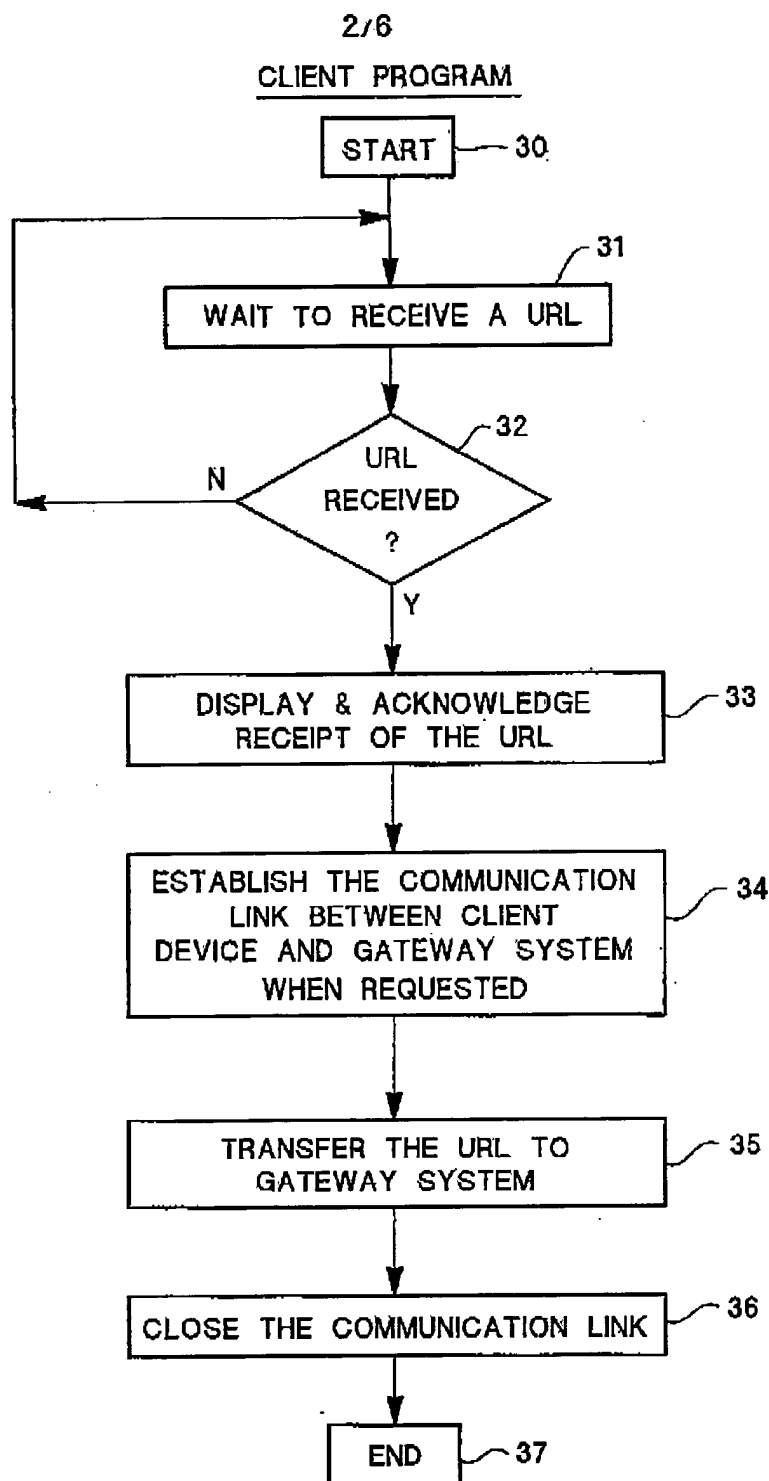 2/6
CLIENT PROGRAM
START
30
31
WAIT TO RECEIVE A URL
32
URL
RECEIVED
?
N
Y
DISPLAY & ACKNOWLEDGE
RECEIPT OF THE URL
33
ESTABLISH THE COMMUNICATION
LINK BETWEEN CLIENT
DEVICE AND GATEWAY SYSTEM
WHEN REQUESTED
34
TRANSFER THE URL TO
GATEWAY SYSTEM
35
CLOSE THE COMMUNICATION LINK
36
END
37